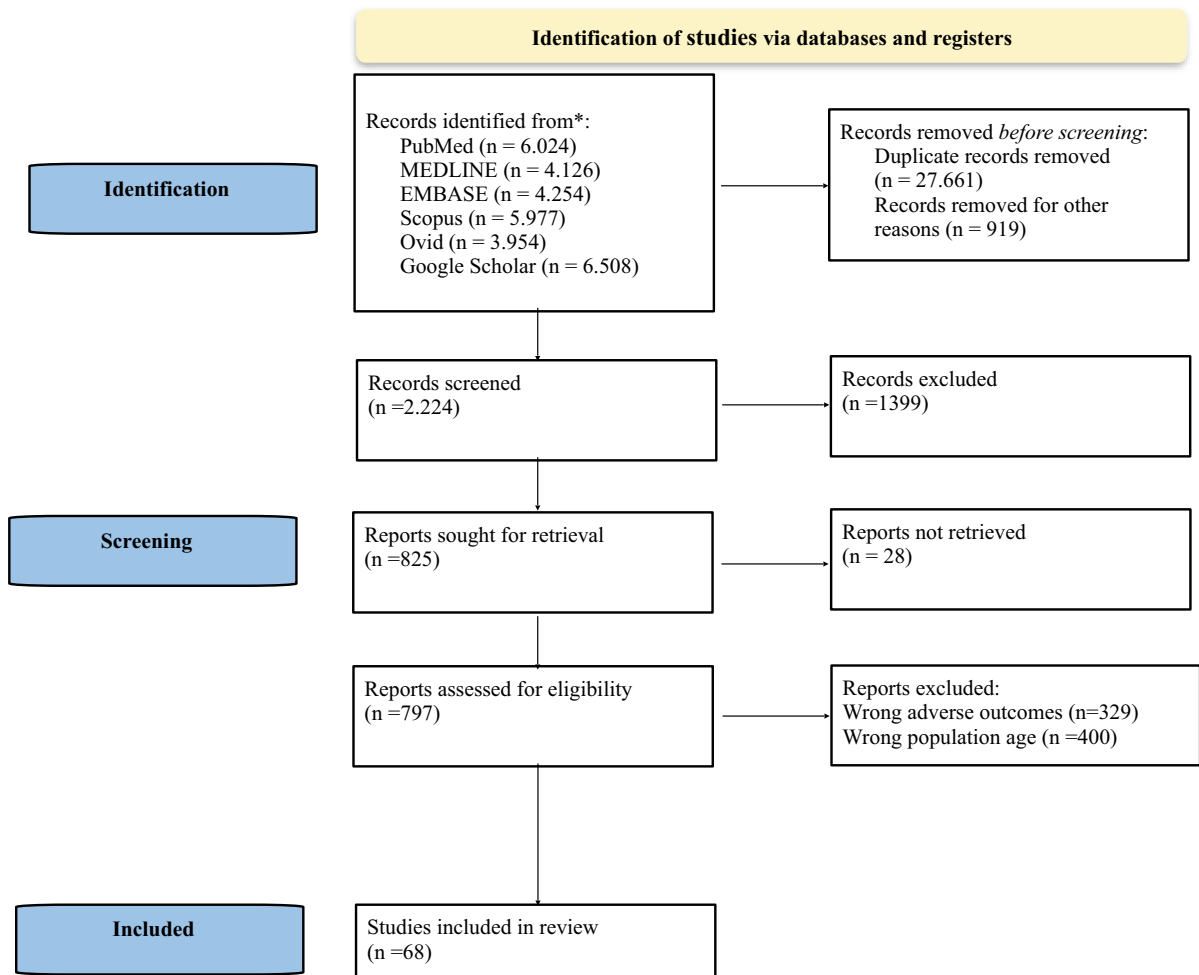 Identification of studies via databases and registers
Identification
Records identified from*:
PubMed (n = 6.024)
MEDLINE (n = 4.126)
EMBASE (n = 4.254)
Scopus (n = 5.977)
Ovid (n = 3.954)
Google Scholar (n = 6.508)
Records removed before screening:
Duplicate records removed
(n = 27.661)
Records removed for other
reasons (n = 919)
Records screened
(n =2.224)
Records excluded
(n =1399)
Screening
Reports sought for retrieval
(n =825)
Reports not retrieved
(n = 28)
Reports assessed for eligibility
(n =797)
Reports excluded:
Wrong adverse outcomes (n=329)
Wrong population age (n =400)
Included
Studies included in review
(n =68)